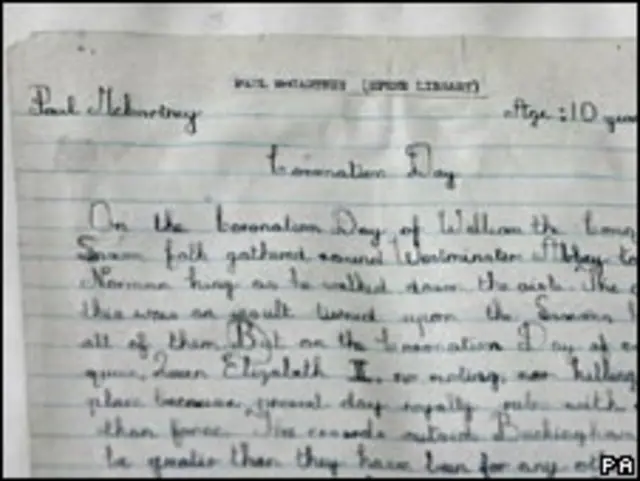 PAUL McCARTNEY (SPEKE LIBRARY)
Paul McCartney Age: 10 years
Coronation Day
On the Coronation Day of William the
Saxon folk gathered round Westminster Abbey to
Norman king as he walked down the aisle. The
this was an insult turned upon the Saxons
all of them. But on the Coronation Day of
queen, Queen Elizabeth II, no rioting, nor killing
place because present day royalty rule with
than force. The crowds outside Buckingham
be greater than they have been for any
PA